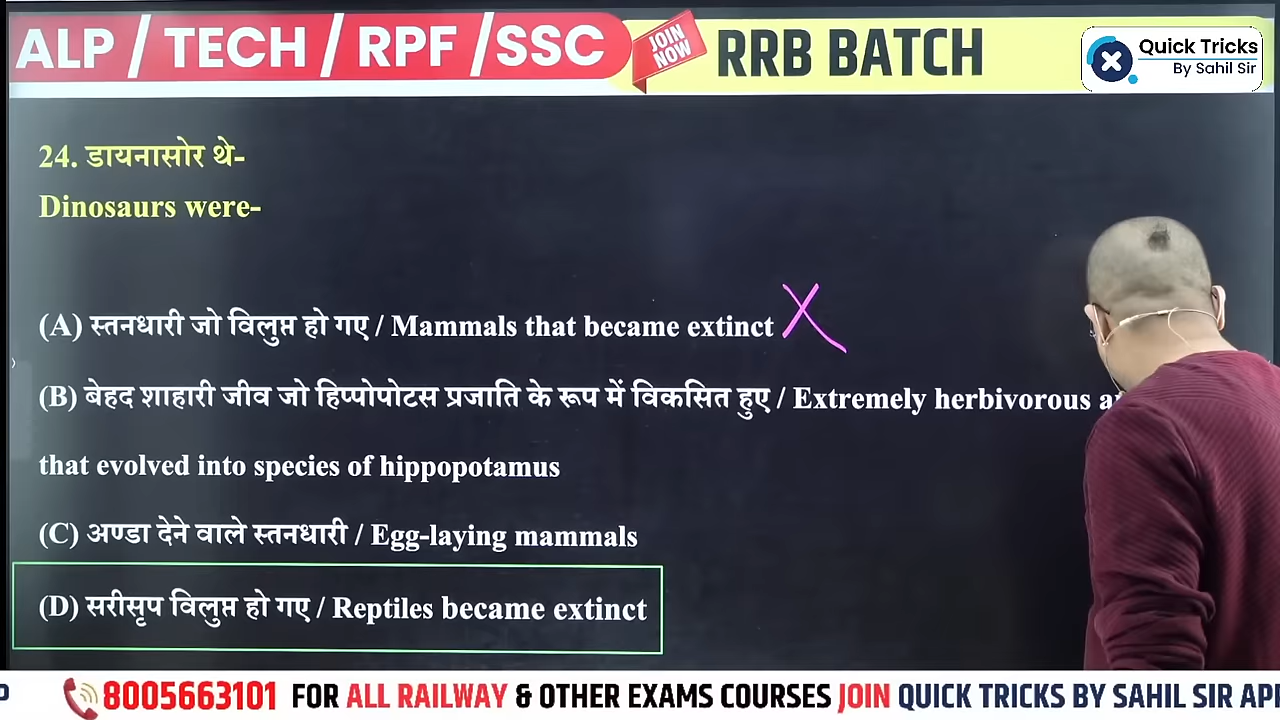 ALP / TECH / RPF / SSC JOIN NOW RRB BATCH
Quick Tricks
By Sahil Sir
24. डायनासोर थे-
Dinosaurs were-
(A) स्तनधारी जो विलुप्त हो गए / Mammals that became extinct
(B) बेहद शाहारी जीव जो हिप्पोपोटस प्रजाति के रूप में विकसित हुए / Extremely herbivorous
that evolved into species of hippopotamus
(C) अण्डा देने वाले स्तनधारी / Egg-laying mammals
(D) सरीसृप विलुप्त हो गए / Reptiles became extinct
8005663101 FOR ALL RAILWAY & OTHER EXAMS COURSES JOIN QUICK TRICKS BY SAHIL SIR